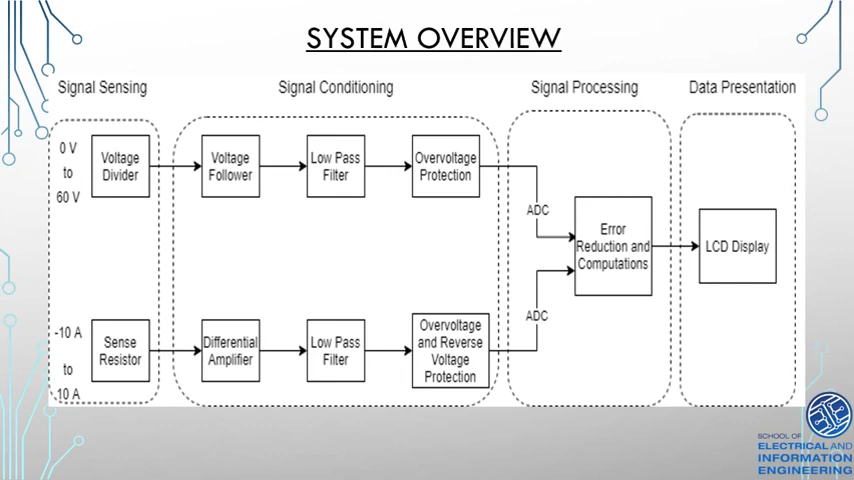 SYSTEM OVERVIEW
Signal Sensing
Signal Conditioning
Signal Processing
Data Presentation
0 V
to
60 V
Voltage
Divider
Voltage
Follower
Low Pass
Filter
Overvoltage
Protection
ADC
Error
Reduction and
Computations
LCD Display
ADC
-10 A
to
10 A
Sense
Resistor
Differential
Amplifier
Low Pass
Filter
Overvoltage
and Reverse
Voltage
Protection
SCHOOL OF
ELECTRICAL AND
INFORMATION
ENGINEERING